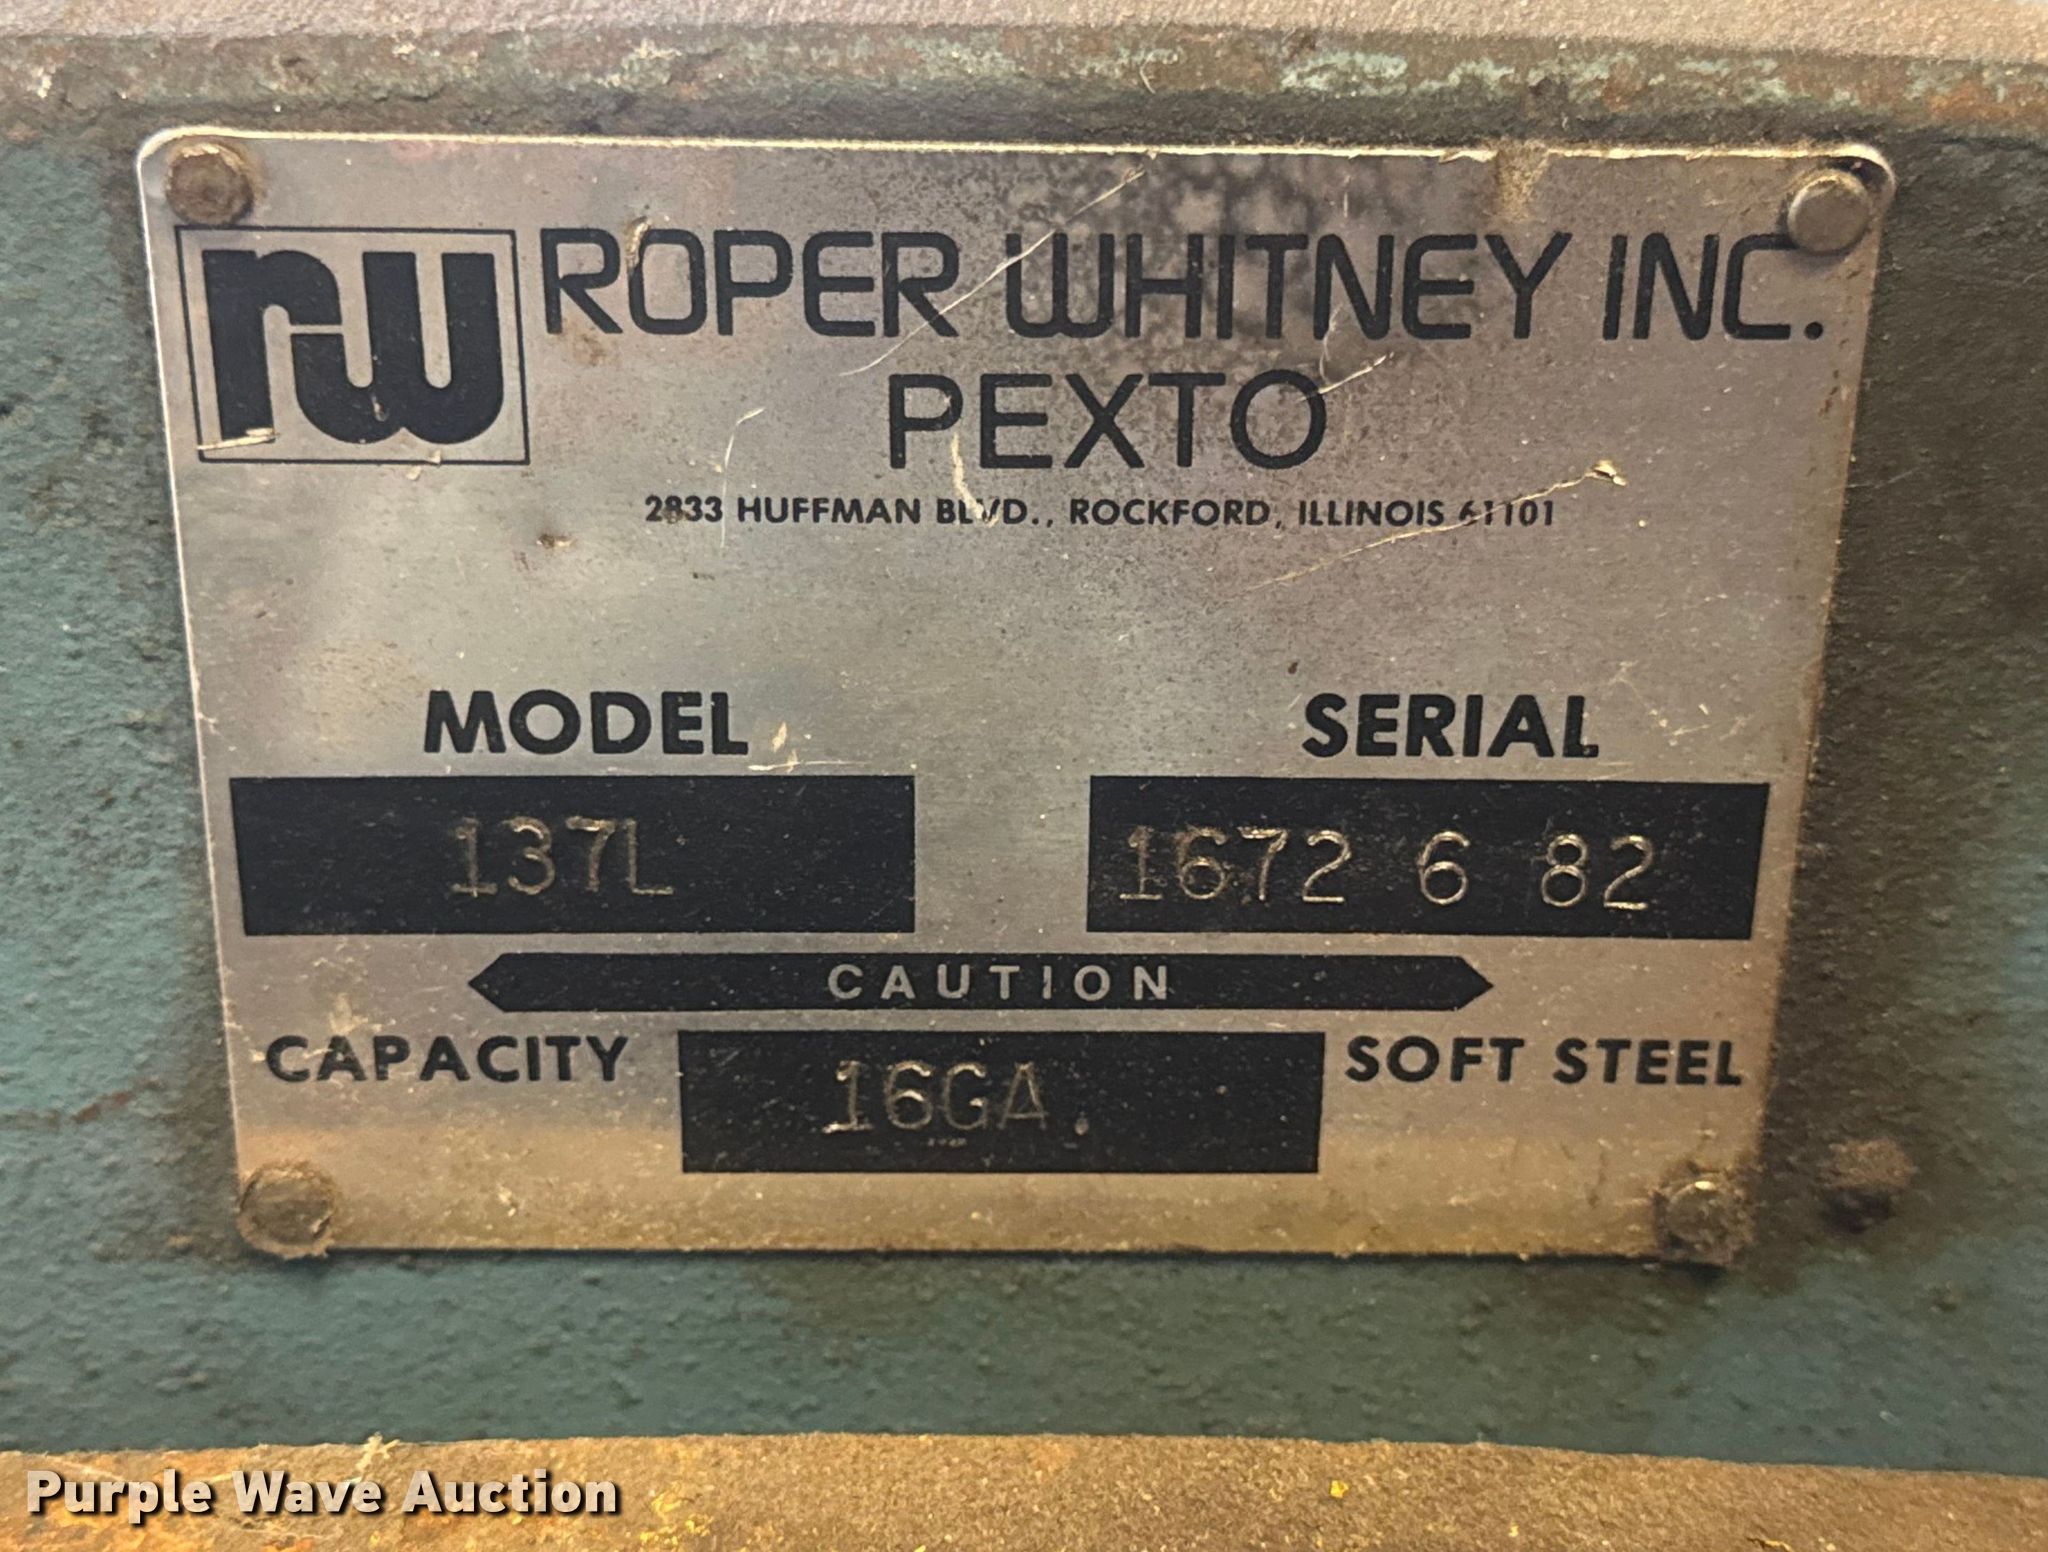 rw ROPER WHITNEY INC.
PEXTO
2833 HUFFMAN BLVD., ROCKFORD, ILLINOIS 61101
MODEL SERIAL
137L 1672 6 82
CAUTION
CAPACITY 16GA. SOFT STEEL
Purple Wave Auction